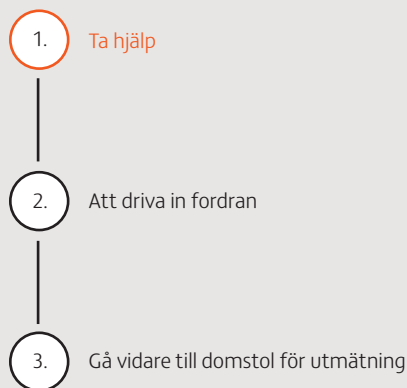 1. Ta hjälp
2. Att driva in fordran
3. Gå vidare till domstol för utmätning